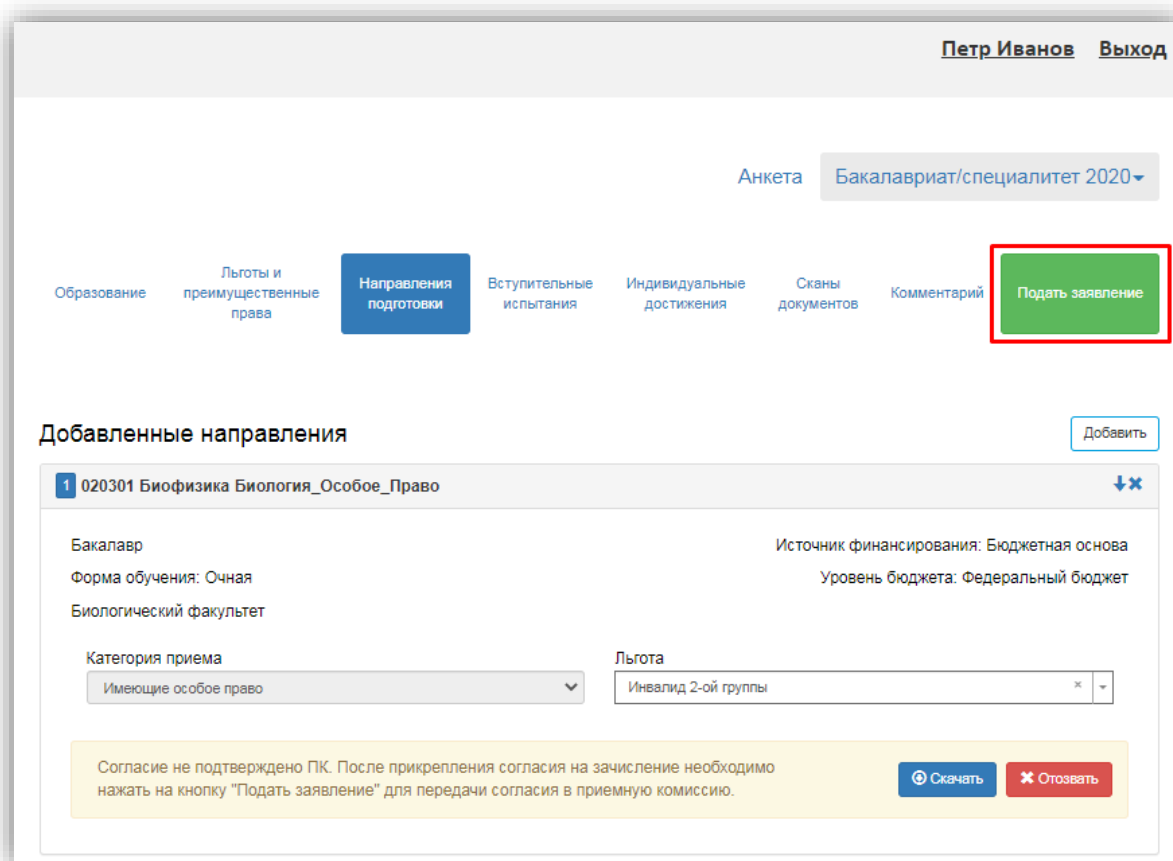 Петр Иванов Выход
Анкета Бакалавриат/специалитет 2020
Образование
Льготы и
преимущественные
права
Направления
подготовки
Вступительные
испытания
Индивидуальные
достижения
Сканы
документов
Комментарий
Подать заявление
Добавленные направления
Добавить
1 020301 Биофизика Биология_Особое_Право
Бакалавр
Источник финансирования: Бюджетная основа
Форма обучения: Очная
Уровень бюджета: Федеральный бюджет
Биологический факультет
Категория приема
Льгота
Имеющие особое право
Инвалид 2-ой группы
Согласие не подтверждено ПК. После прикрепления согласия на зачисление необходимо
нажать на кнопку "Подать заявление" для передачи согласия в приемную комиссию.
Скачать
Отозвать